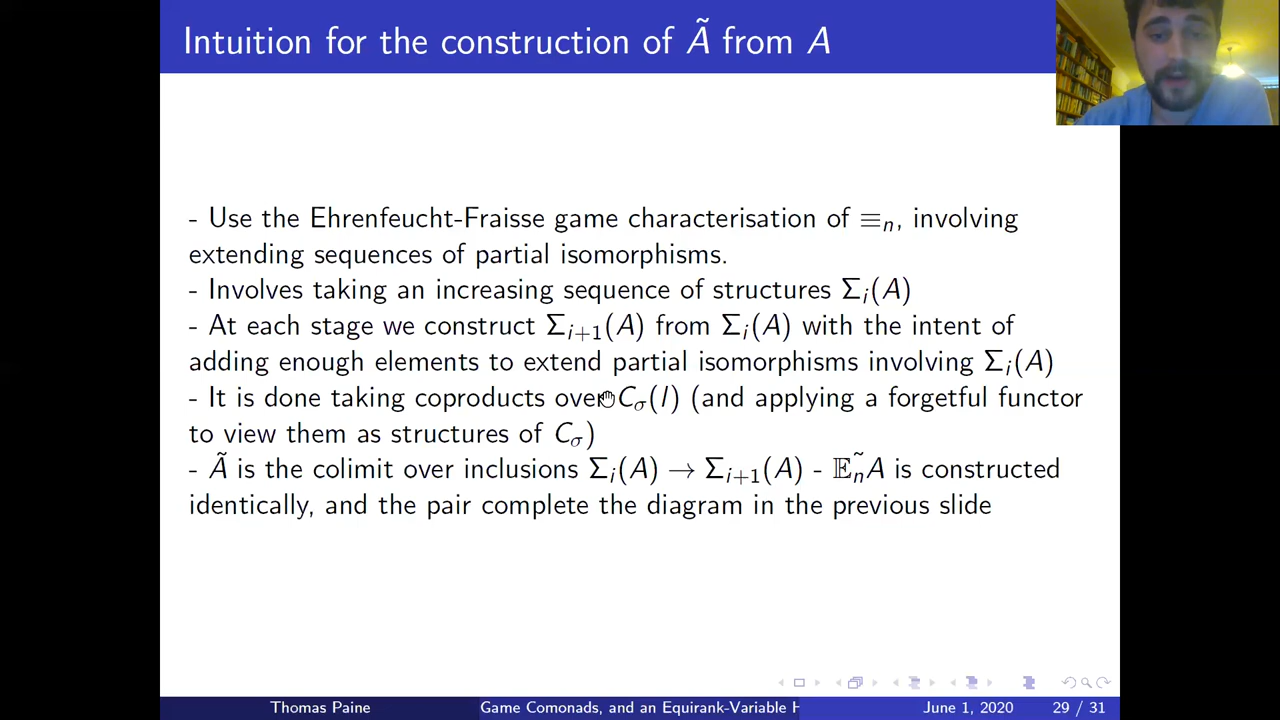 Intuition for the construction of Ã from A
- Use the Ehrenfeucht-Fraisse game characterisation of ≡ₙ, involving
extending sequences of partial isomorphisms.
- Involves taking an increasing sequence of structures Σᵢ(A)
- At each stage we construct Σᵢ₊₁(A) from Σᵢ(A) with the intent of
adding enough elements to extend partial isomorphisms involving Σᵢ(A)
- It is done taking coproducts over C_σ(I) (and applying a forgetful functor
to view them as structures of C_σ)
- Ã is the colimit over inclusions Σᵢ(A) → Σᵢ₊₁(A) - 𝔼ₙ̃A is constructed
identically, and the pair complete the diagram in the previous slide
Thomas Paine Game Comonads, and an Equirank-Variable H June 1, 2020 29 / 31